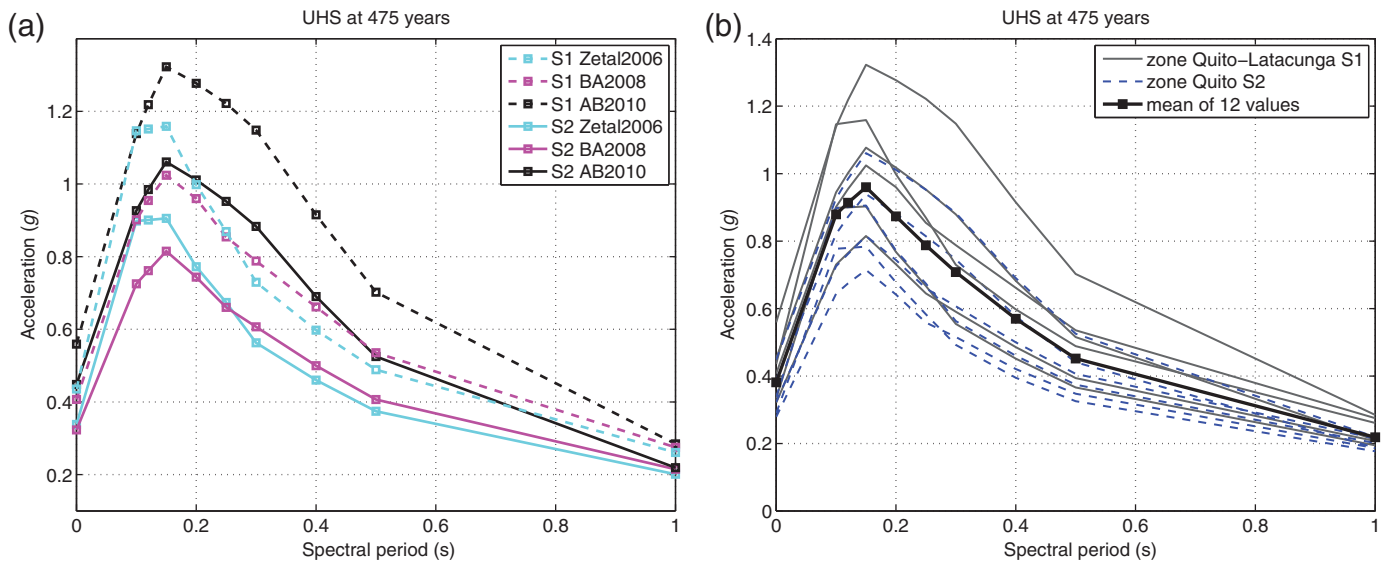 (a)
UHS at 475 years
S1 Zetal2006
S1 BA2008
S1 AB2010
S2 Zetal2006
S2 BA2008
S2 AB2010
1.2
1
0.8
0.6
0.4
0.2
Acceleration (g)
0
0.2
0.4
0.6
0.8
1
Spectral period (s)
(b)
UHS at 475 years
zone Quito−Latacunga S1
zone Quito S2
mean of 12 values
1.4
1.2
1
0.8
0.6
0.4
0.2
0
Acceleration (g)
0
0.2
0.4
0.6
0.8
1
Spectral period (s)